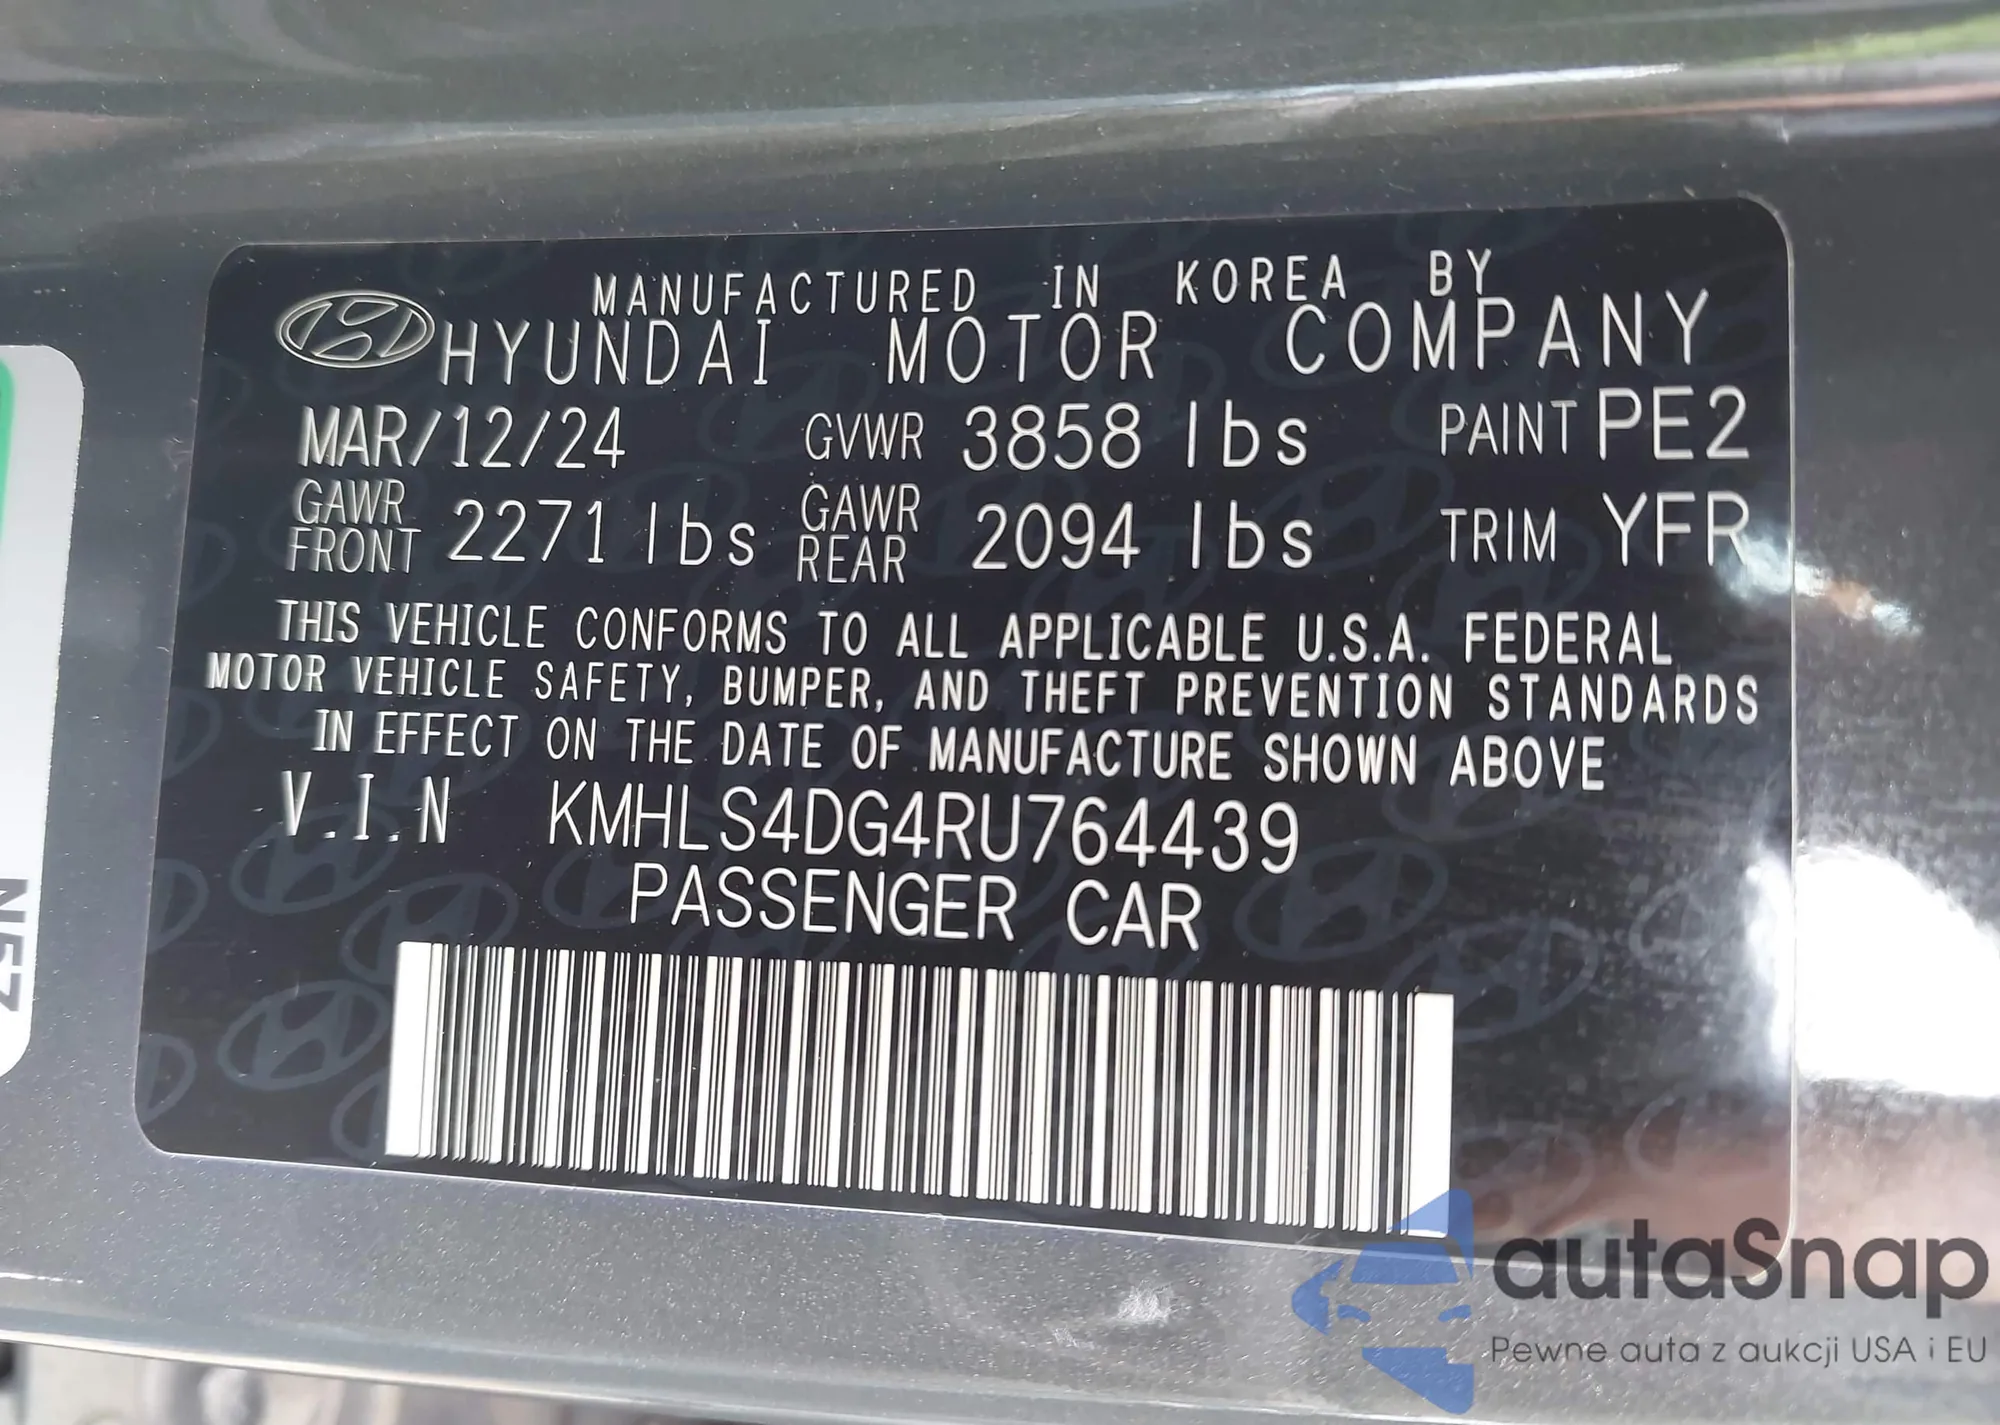 MANUFACTURED IN KOREA BY
HYUNDAI MOTOR COMPANY
MAR/12/24 GVWR 3858 lbs PAINT PE2
GAWR FRONT 2271 lbs GAWR REAR 2094 lbs TRIM YFR
THIS VEHICLE CONFORMS TO ALL APPLICABLE U.S.A. FEDERAL
MOTOR VEHICLE SAFETY, BUMPER, AND THEFT PREVENTION STANDARDS
IN EFFECT ON THE DATE OF MANUFACTURE SHOWN ABOVE
V.I.N KMHLS4DG4RU764439
PASSENGER CAR
autaSnap
Pewne auta z aukcji USA i EU